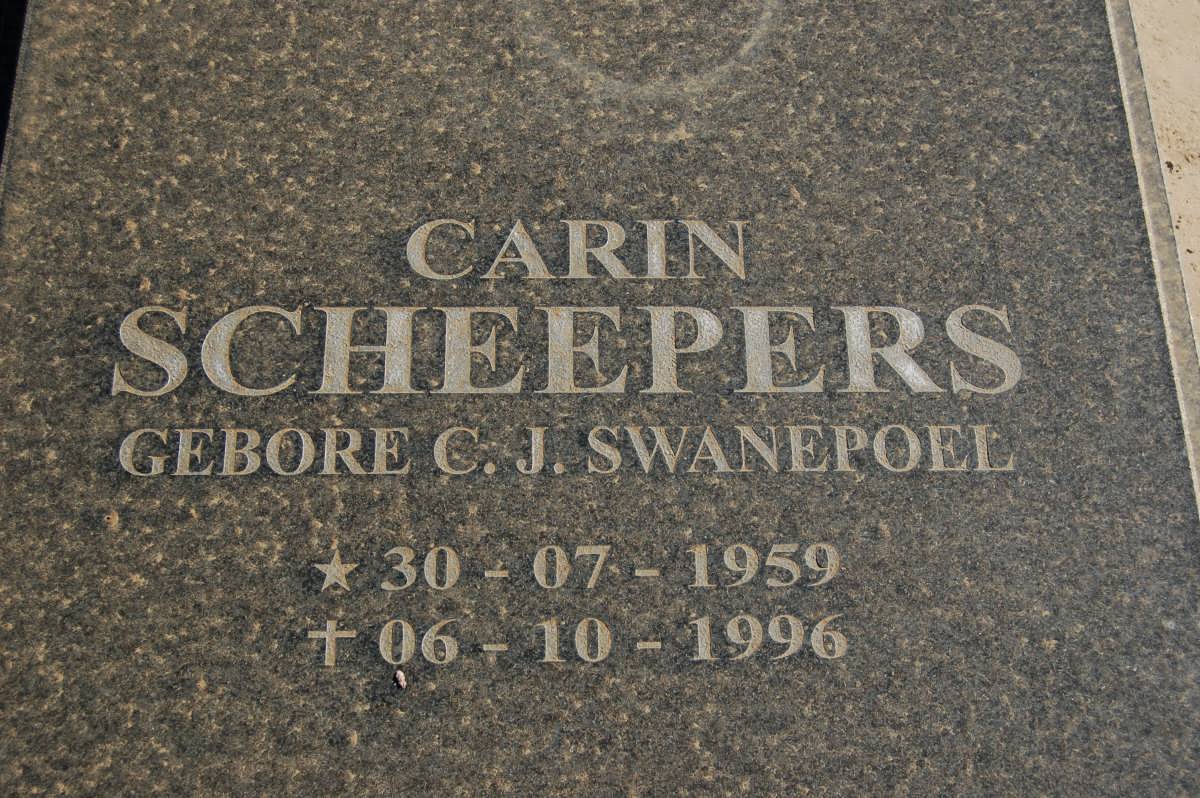 CARIN
SCHEEPERS
GEBORE C. J. SWANEPOEL
★ 30 - 07 - 1959
✝ 06 - 10 - 1996